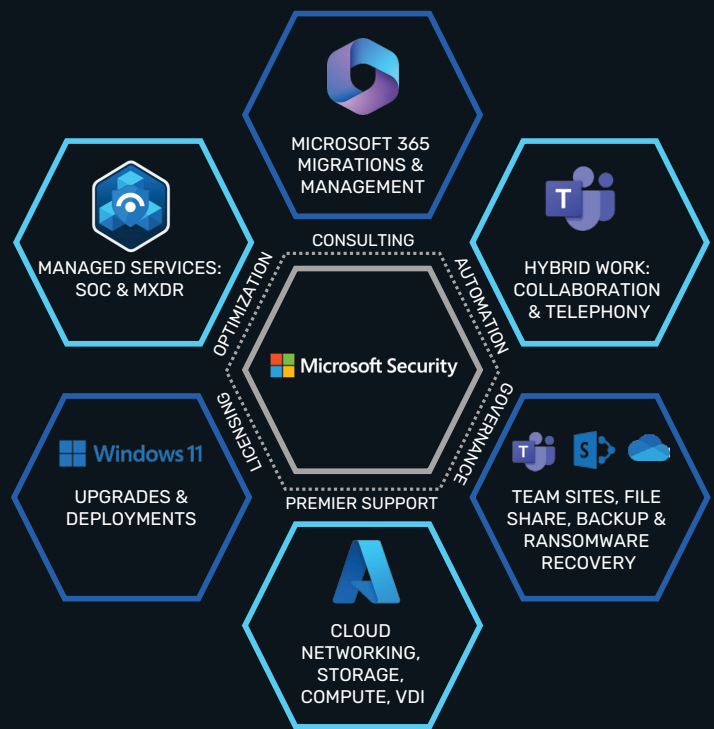 MICROSOFT 365
MIGRATIONS &
MANAGEMENT
MANAGED SERVICES:
SOC & MXDR
T
HYBRID WORK:
COLLABORATION
& TELEPHONY
CONSULTING
OPTIMIZATION
AUTOMATION
Microsoft Security
LICENSING
GOVERNANCE
PREMIER SUPPORT
Windows 11
UPGRADES &
DEPLOYMENTS
T
S
TEAM SITES, FILE
SHARE, BACKUP &
RANSOMWARE
RECOVERY
CLOUD
NETWORKING,
STORAGE,
COMPUTE, VDI